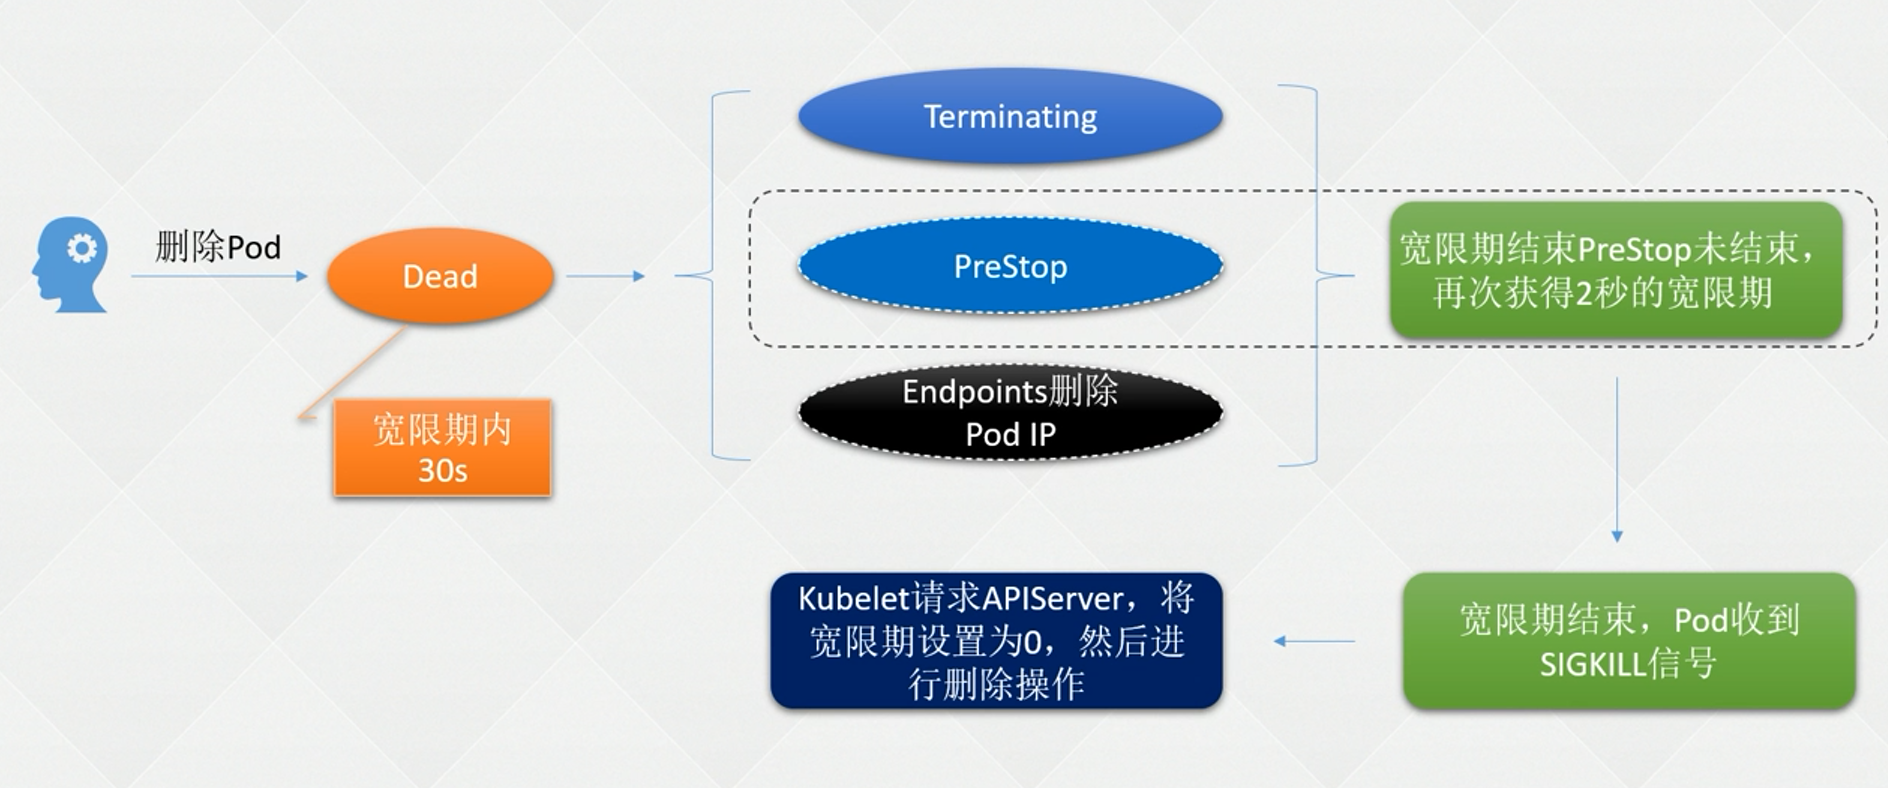 删除Pod
Dead
宽限期内
30s
Terminating
PreStop
Endpoints删除
Pod IP
宽限期结束PreStop未结束，
再次获得2秒的宽限期
宽限期结束，Pod收到
SIGKILL信号
Kubelet请求APIServer，将
宽限期设置为0，然后进
行删除操作